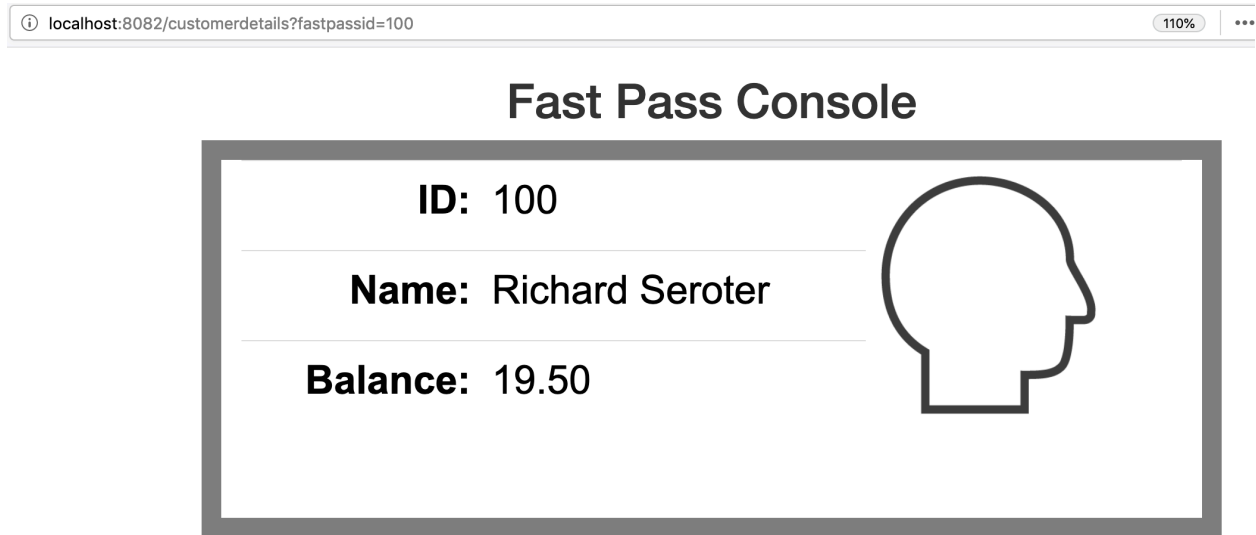 localhost:8082/customerdetails?fastpassid=100 110%
Fast Pass Console
ID: 100
Name: Richard Seroter
Balance: 19.50